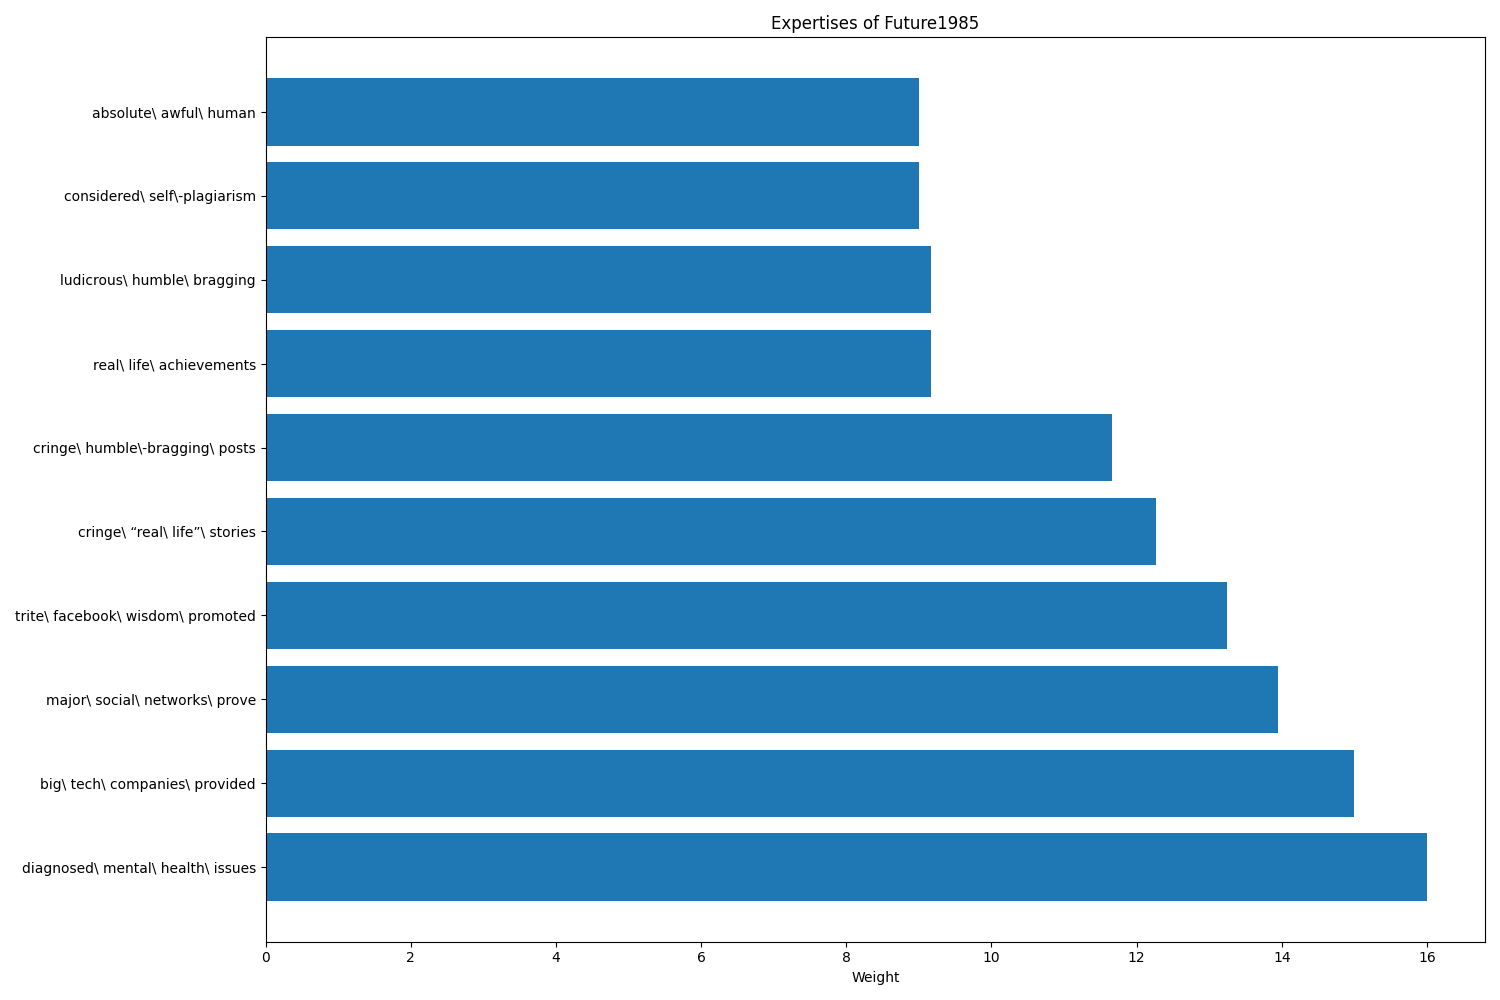 Expertises of Future1985
absolute\ awful\ human
considered\ self\-plagiarism
ludicrous\ humble\ bragging
real\ life\ achievements
cringe\ humble\-bragging\ posts
cringe\ “real\ life”\ stories
trite\ facebook\ wisdom\ promoted
major\ social\ networks\ prove
big\ tech\ companies\ provided
diagnosed\ mental\ health\ issues
0 2 4 6 8 10 12 14 16
Weight